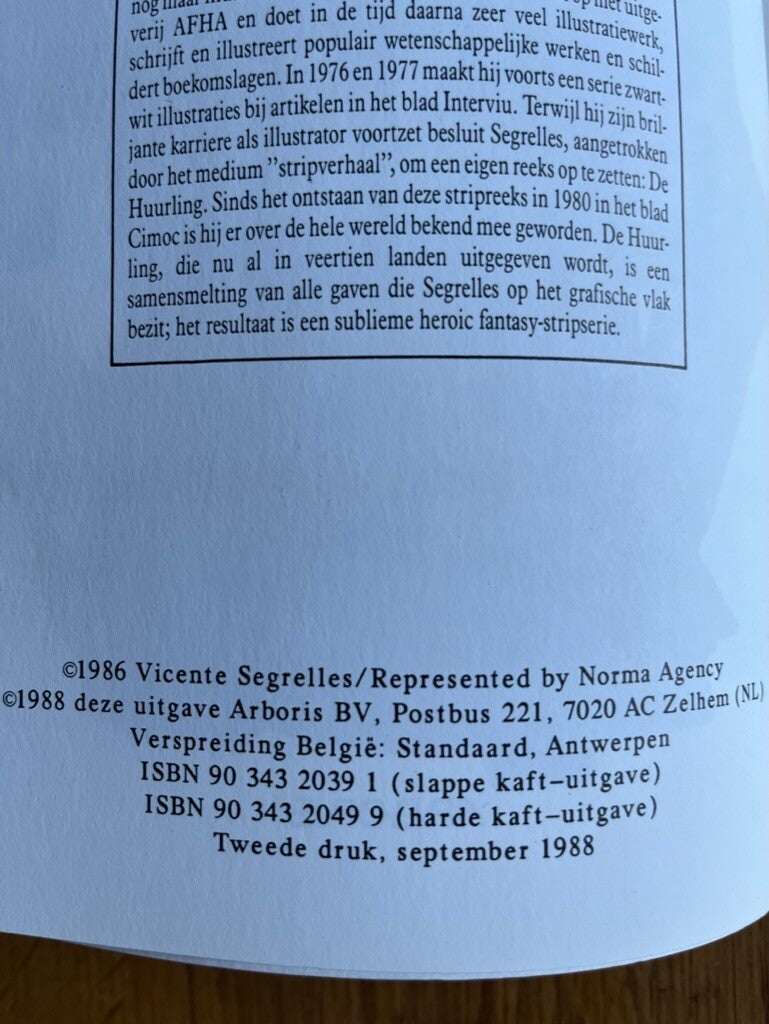 nog maar
verij AFHA en doet in de tijd daarna zeer veel illustratiewerk,
schrijft en illustreert populair wetenschappelijke werken en schil-
dert boekomslagen. In 1976 en 1977 maakt hij voorts een serie zwart-
wit illustraties bij artikelen in het blad Interviu. Terwijl hij zijn bril-
jante karriere als illustrator voortzet besluit Segrelles, aangetrokken
door het medium ”stripverhaal”, om een eigen reeks op te zetten: De
Huurling. Sinds het ontstaan van deze stripreeks in 1980 in het blad
Cimoc is hij er over de hele wereld bekend mee geworden. De Huur-
ling, die nu al in veertien landen uitgegeven wordt, is een
samensmelting van alle gaven die Segrelles op het grafische vlak
bezit; het resultaat is een sublieme heroic fantasy-stripserie.
©1986 Vicente Segrelles/Represented by Norma Agency
©1988 deze uitgave Arboris BV, Postbus 221, 7020 AC Zelhem (NL)
Verspreiding België: Standaard, Antwerpen
ISBN 90 343 2039 1 (slappe kaft–uitgave)
ISBN 90 343 2049 9 (harde kaft–uitgave)
Tweede druk, september 1988